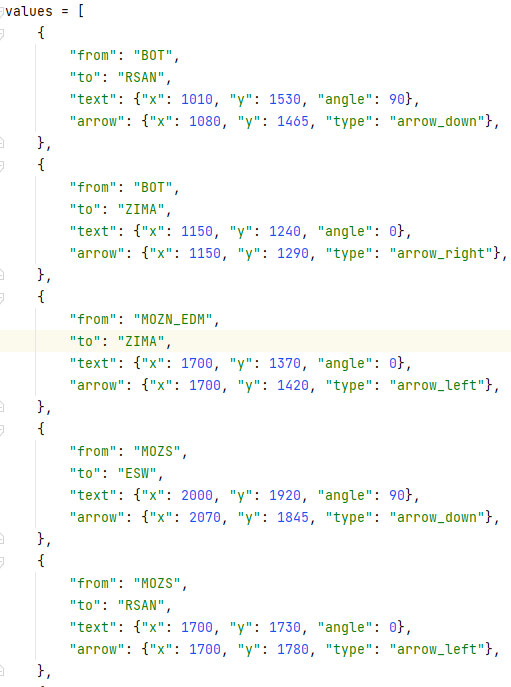 values = [
    {
        "from": "BOT",
        "to": "RSAN",
        "text": {"x": 1010, "y": 1530, "angle": 90},
        "arrow": {"x": 1080, "y": 1465, "type": "arrow_down"},
    },
    {
        "from": "BOT",
        "to": "ZIMA",
        "text": {"x": 1150, "y": 1240, "angle": 0},
        "arrow": {"x": 1150, "y": 1290, "type": "arrow_right"},
    },
    {
        "from": "MOZN_EDM",
        "to": "ZIMA",
        "text": {"x": 1700, "y": 1370, "angle": 0},
        "arrow": {"x": 1700, "y": 1420, "type": "arrow_left"},
    },
    {
        "from": "MOZS",
        "to": "ESW",
        "text": {"x": 2000, "y": 1920, "angle": 90},
        "arrow": {"x": 2070, "y": 1845, "type": "arrow_down"},
    },
    {
        "from": "MOZS",
        "to": "RSAN",
        "text": {"x": 1700, "y": 1730, "angle": 0},
        "arrow": {"x": 1700, "y": 1780, "type": "arrow_left"},
    },